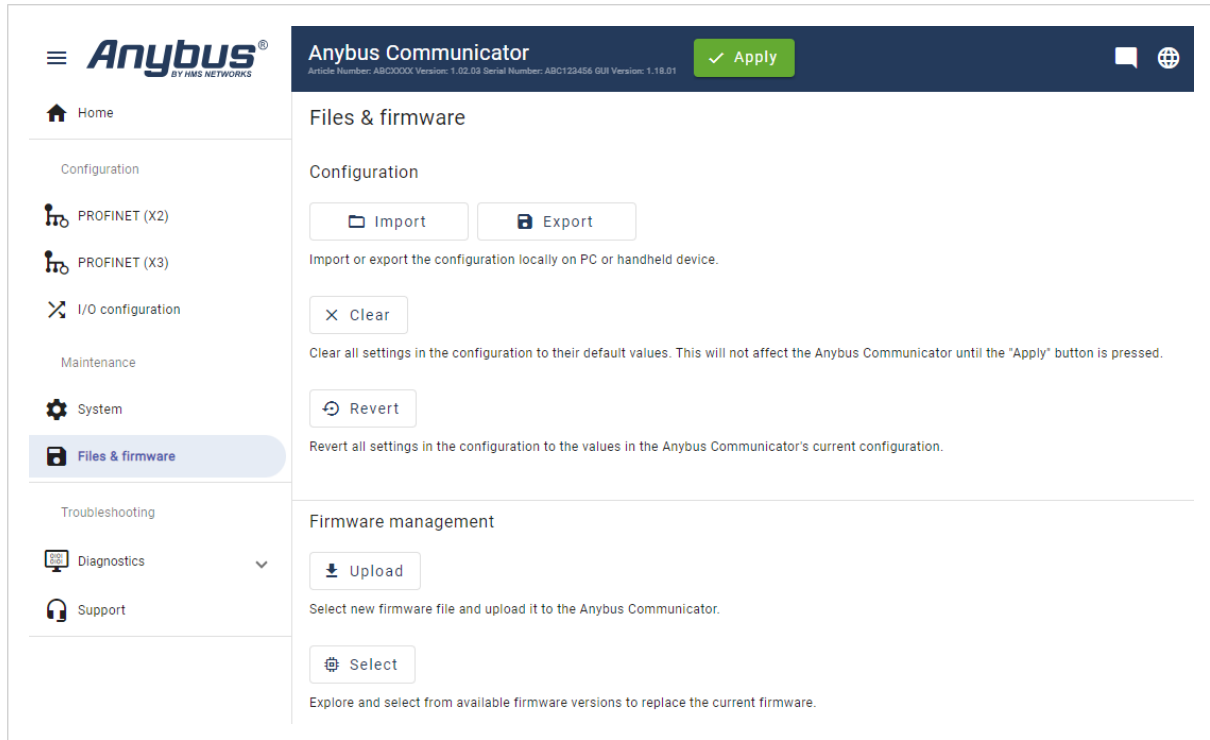 Anybus®
BY HMS NETWORKS
Anybus Communicator
Article Number: ABCXXXX Version: 1.02.03 Serial Number: ABC123456 GUI Version: 1.18.01
Apply
Home
Configuration
PROFINET (X2)
PROFINET (X3)
I/O configuration
Maintenance
System
Files & firmware
Troubleshooting
Diagnostics
Support
Files & firmware
Configuration
Import
Export
Import or export the configuration locally on PC or handheld device.
Clear
Clear all settings in the configuration to their default values. This will not affect the Anybus Communicator until the "Apply" button is pressed.
Revert
Revert all settings in the configuration to the values in the Anybus Communicator's current configuration.
Firmware management
Upload
Select new firmware file and upload it to the Anybus Communicator.
Select
Explore and select from available firmware versions to replace the current firmware.